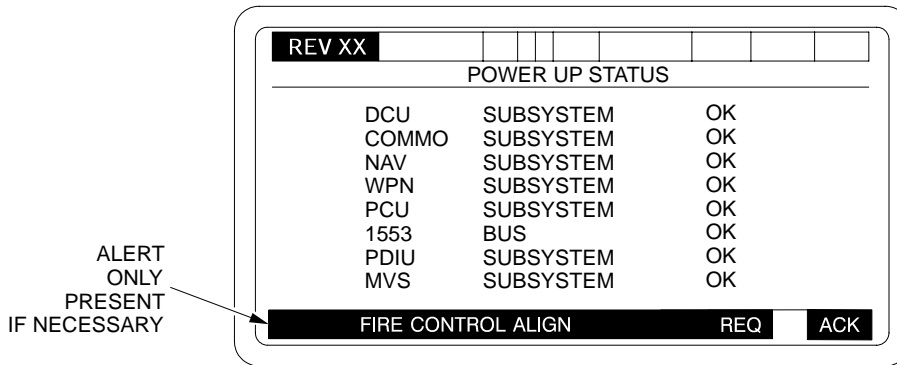 REV XX
POWER UP STATUS
DCU SUBSYSTEM OK
COMMO SUBSYSTEM OK
NAV SUBSYSTEM OK
WPN SUBSYSTEM OK
PCU SUBSYSTEM OK
1553 BUS OK
PDIU SUBSYSTEM OK
MVS SUBSYSTEM OK
ALERT
ONLY
PRESENT
IF NECESSARY
FIRE CONTROL ALIGN REQ ACK